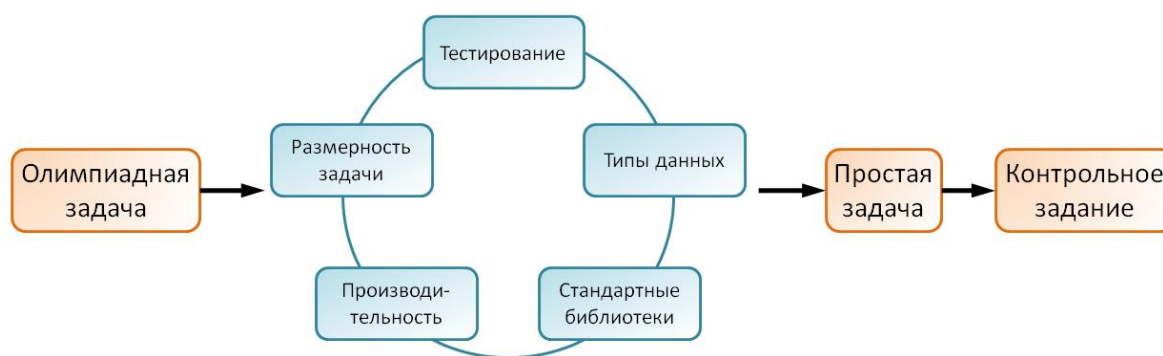 Олимпиадная
задача
Тестирование
Размерность
задачи
Типы данных
Производи-
тельность
Стандартные
библиотеки
Простая
задача
Контрольное
задание